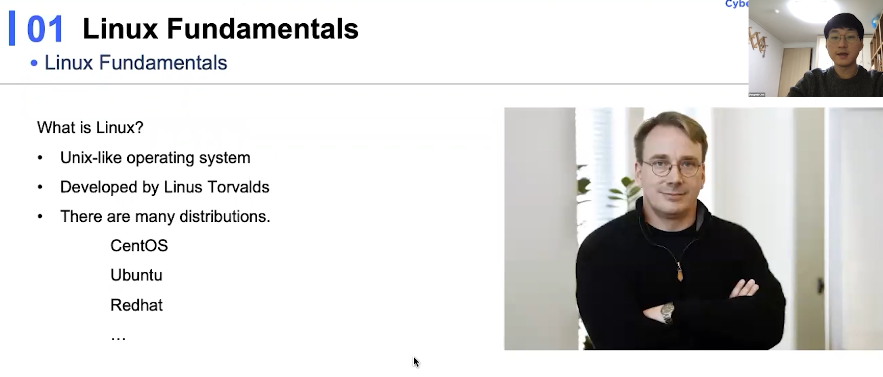 01 Linux Fundamentals
Cybe
• Linux Fundamentals
What is Linux?
• Unix-like operating system
• Developed by Linus Torvalds
• There are many distributions.
CentOS
Ubuntu
Redhat
...